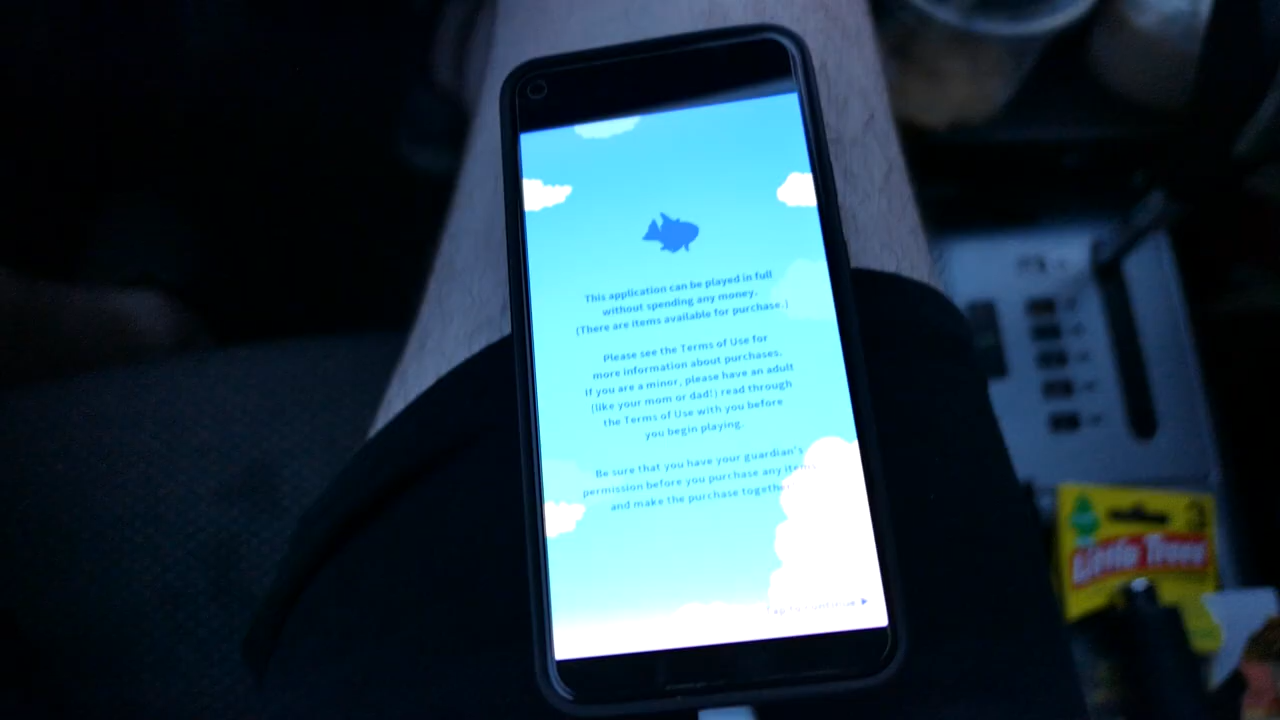 This application can be played in full
without spending any money.
(There are items available for purchase.)
Please see the Terms of Use for
more information about purchases.
If you are a minor, please have an adult
(like your mom or dad!) read through
the Terms of Use with you before
you begin playing.
Be sure that you have your guardian's
permission before you purchase any items
and make the purchase together
Tap to continue
Little Trees